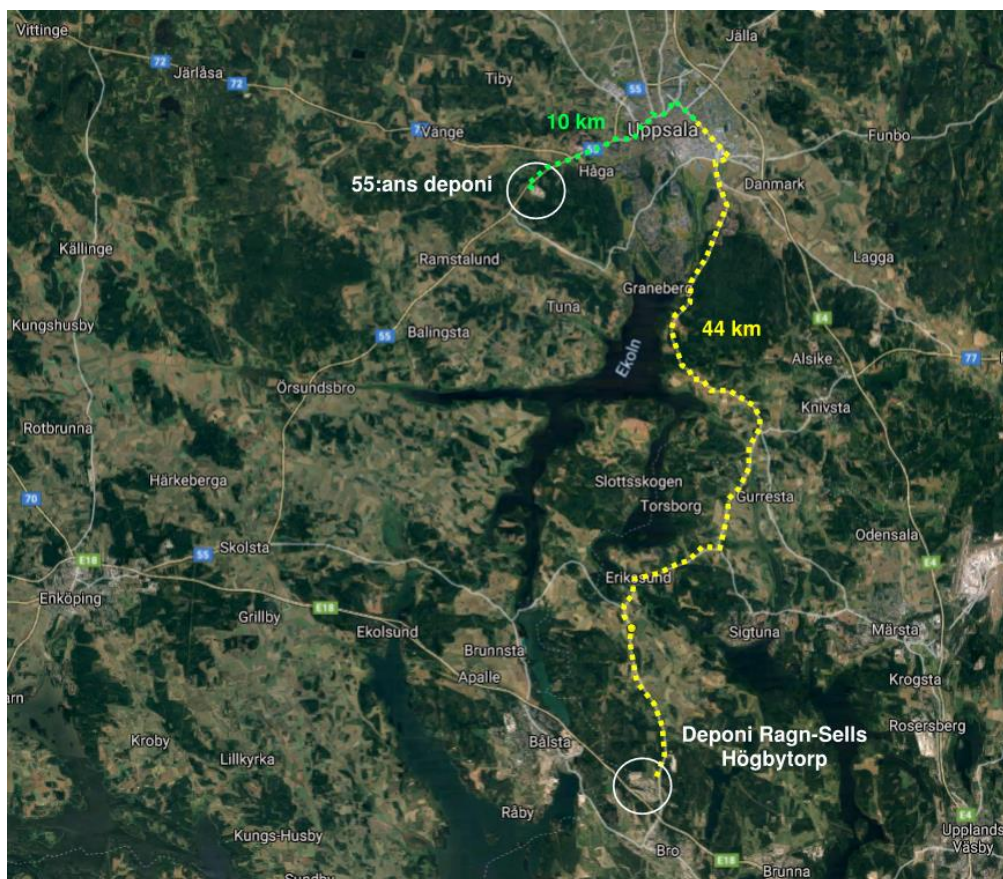 Vittinge
Jälla
72
Järlåsa
Tiby
72
55
10 km
Uppsala
Vänge
Funbo
55
Håga
55:ans deponi
Danmark
Källinge
Ramstalund
Lagga
Graneberg
Tuna
Kungshusby
Balingsta
44 km
E4
55
Ekoln
Alsike
77
Örsundsbro
Knivsta
Rotbrunna
Härkeberga
Slottsskogen
Gurresta
70
Torsborg
Odensala
Skolsta
55
E18
E4
Enköping
Erikssund
Grillby
E18
Ekolsund
Sigtuna
Märsta
Brunnsta
Apalle
Krogsta
arn
Rosersberg
Kroby
Bålsta
Deponi Ragn-Sells
Högbytorp
Lillkyrka
Råby
E4
Kungs-Husby
Upplands
Väsby
Bro
E18
Brunna